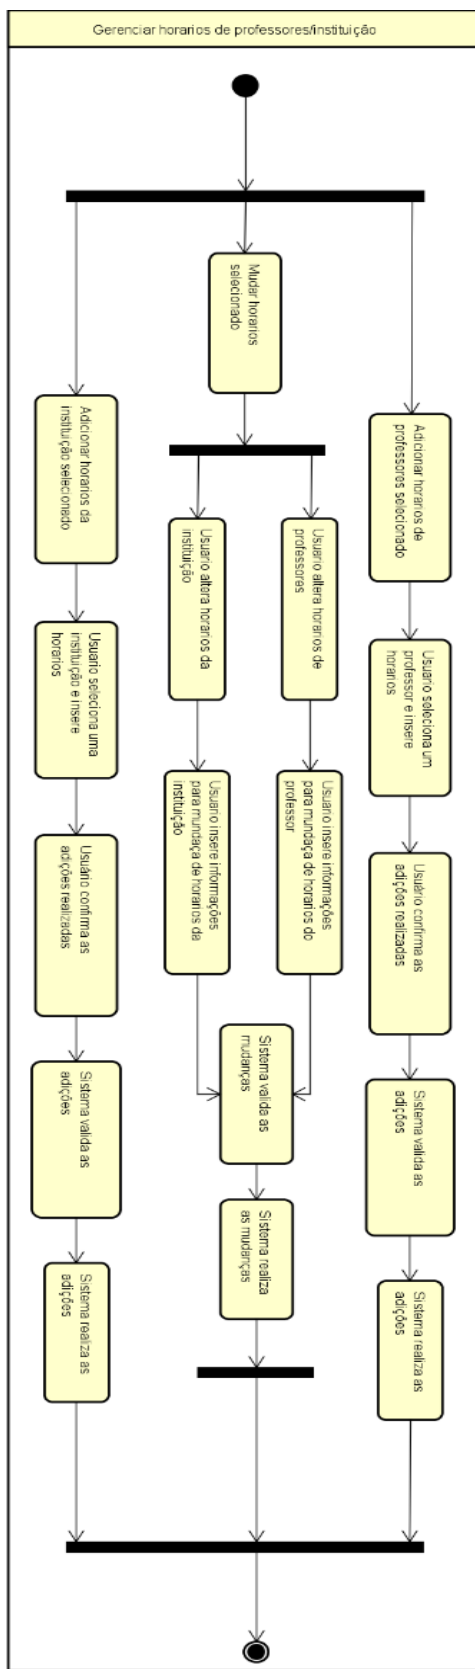 Gerenciar horarios de professores/instituição
Mudar horarios
selecionado
Adicionar horarios da
instituição selecionado
Adicionar horarios de
professores selecionado
Usuario altera horarios da
instituição
Usuario altera horarios de
professores
Usuario seleciona uma
instituição e insere
horarios
Usuario seleciona um
professor e insere
horarios
Usuario insere informações
para mundaça de horarios da
instituição
Usuario insere informações
para mundaça de horarios do
professor
Usuário confirma as
adições realizadas
Usuário confirma as
adições realizadas
Sistema valida as
mudanças
Sistema valida as
adições
Sistema valida as
adições
Sistema realiza
as mudanças
Sistema realiza as
adições
Sistema realiza as
adições